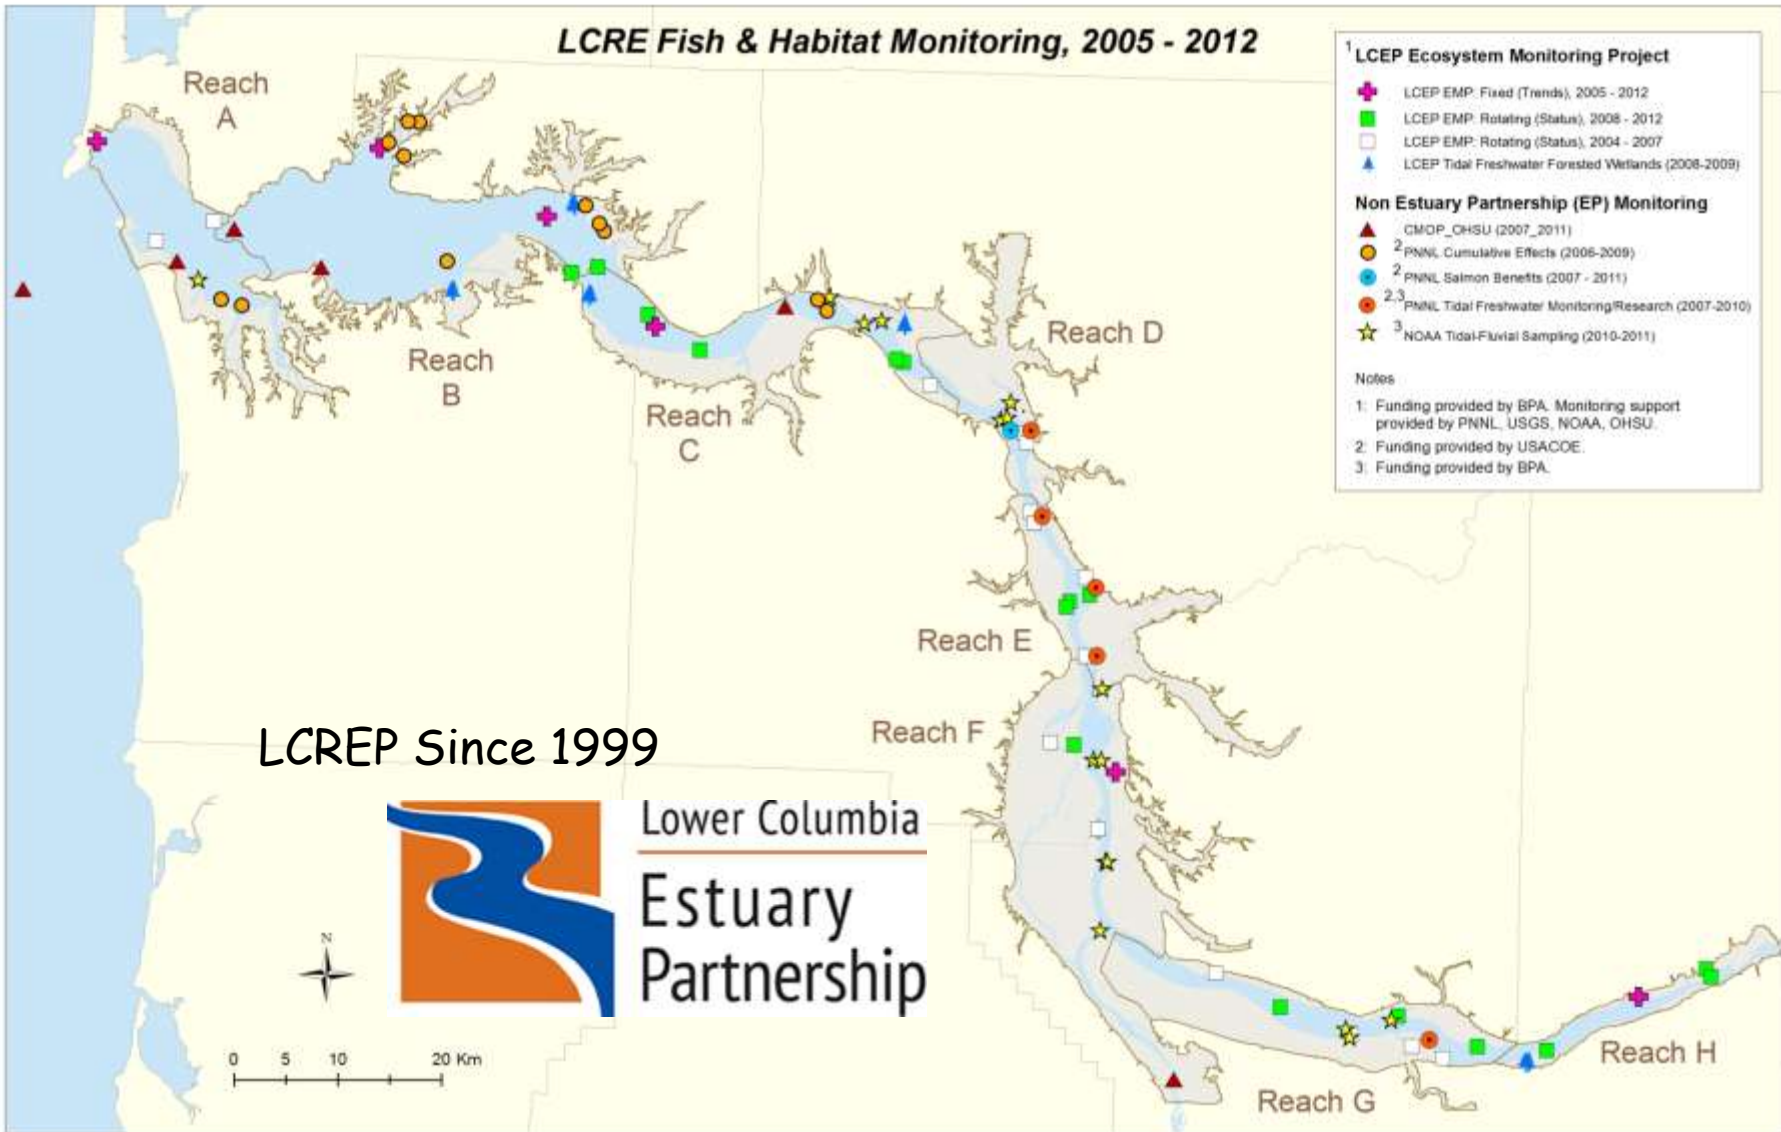 LCRE Fish & Habitat Monitoring, 2005 - 2012
1 LCEP Ecosystem Monitoring Project
LCEP EMP: Fixed (Trends), 2005 - 2012
LCEP EMP: Rotating (Status), 2008 - 2012
LCEP EMP: Rotating (Status), 2004 - 2007
LCEP Tidal Freshwater Forested Wetlands (2008-2009)
Non Estuary Partnership (EP) Monitoring
CMOP_OHSU (2007_2011)
2 PNNL Cumulative Effects (2006-2009)
2 PNNL Salmon Benefits (2007 - 2011)
2,3 PNNL Tidal Freshwater Monitoring/Research (2007-2010)
3 NOAA Tidal-Fluvial Sampling (2010-2011)
Notes
1: Funding provided by BPA. Monitoring support
provided by PNNL, USGS, NOAA, OHSU.
2: Funding provided by USACOE.
3: Funding provided by BPA.
Reach
A
Reach
B
Reach
C
Reach D
Reach E
Reach F
Reach G
Reach H
LCREP Since 1999
Lower Columbia
Estuary
Partnership
N
0 5 10 20 Km